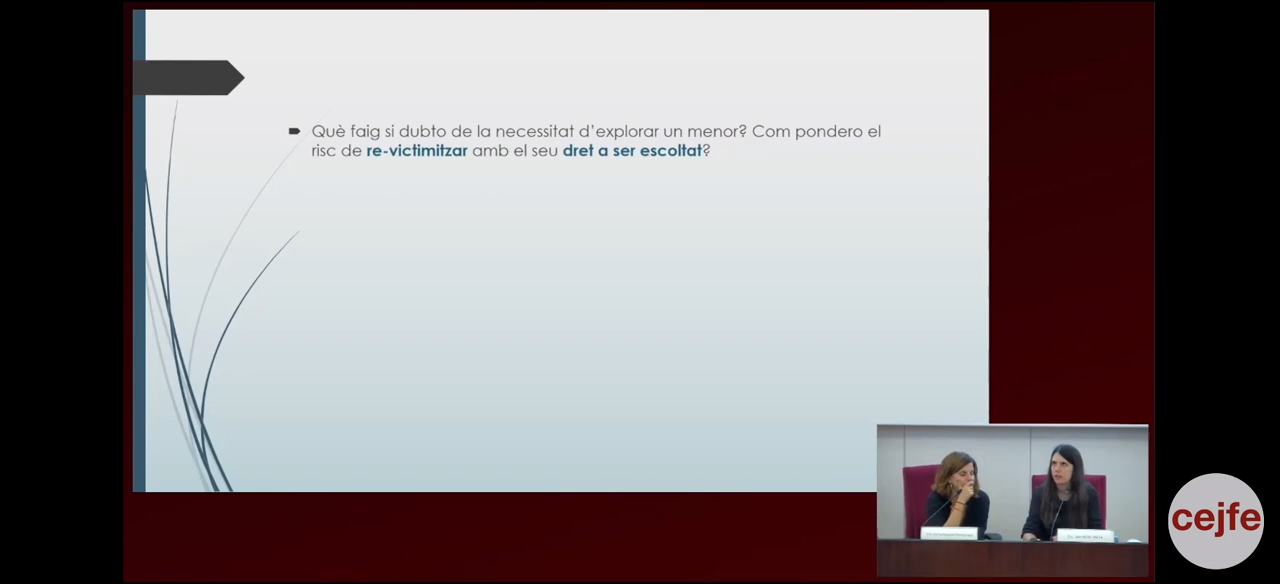 Què faig si dubto de la necessitat d’explorar un menor? Com pondero el
risc de re-victimitzar amb el seu dret a ser escoltat?
cejfe